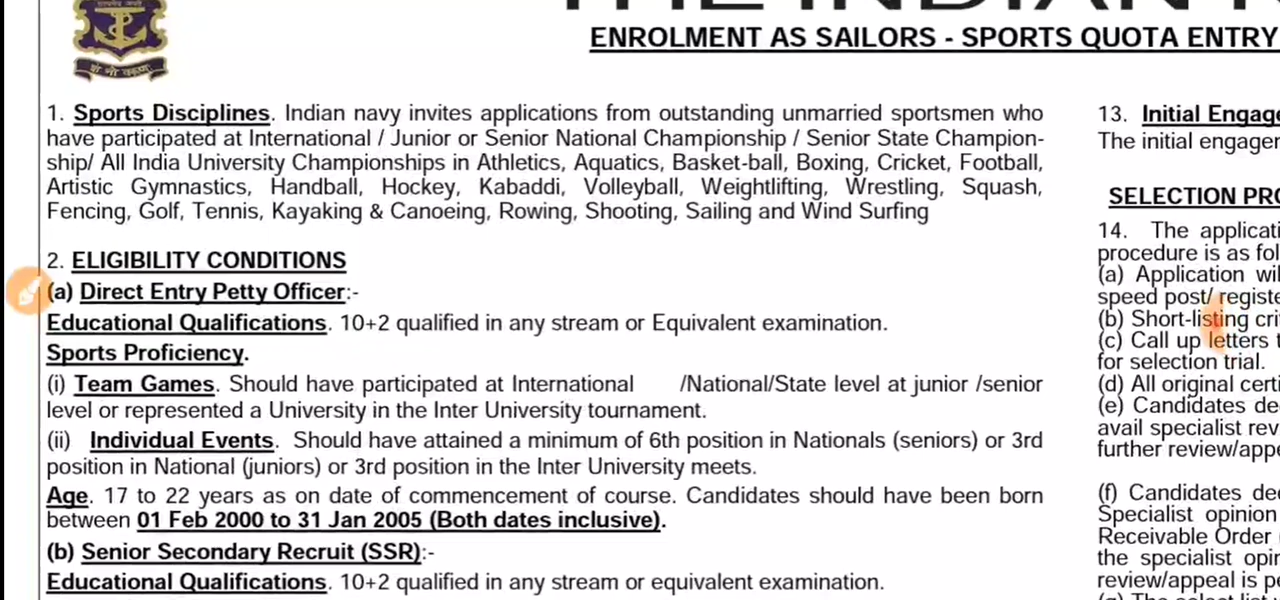 THE INDIAN
ENROLMENT AS SAILORS - SPORTS QUOTA ENTRY
शं नो वरुणः
1. Sports Disciplines. Indian navy invites applications from outstanding unmarried sportsmen who
have participated at International / Junior or Senior National Championship / Senior State Champion-
ship/ All India University Championships in Athletics, Aquatics, Basket-ball, Boxing, Cricket, Football,
Artistic Gymnastics, Handball, Hockey, Kabaddi, Volleyball, Weightlifting, Wrestling, Squash,
Fencing, Golf, Tennis, Kayaking & Canoeing, Rowing, Shooting, Sailing and Wind Surfing
2. ELIGIBILITY CONDITIONS
(a) Direct Entry Petty Officer:-
Educational Qualifications. 10+2 qualified in any stream or Equivalent examination.
Sports Proficiency.
(i) Team Games. Should have participated at International /National/State level at junior /senior
level or represented a University in the Inter University tournament.
(ii) Individual Events. Should have attained a minimum of 6th position in Nationals (seniors) or 3rd
position in National (juniors) or 3rd position in the Inter University meets.
Age. 17 to 22 years as on date of commencement of course. Candidates should have been born
between 01 Feb 2000 to 31 Jan 2005 (Both dates inclusive).
(b) Senior Secondary Recruit (SSR):-
Educational Qualifications. 10+2 qualified in any stream or equivalent examination.
13. Initial Engage
The initial engager
SELECTION PRO
14. The applicati
procedure is as fol
(a) Application wil
speed post/ registe
(b) Short-listing cri
(c) Call up letters t
for selection trial.
(d) All original certi
(e) Candidates de
avail specialist rev
further review/appe
(f) Candidates dec
Specialist opinion
Receivable Order
the specialist opin
review/appeal is pe